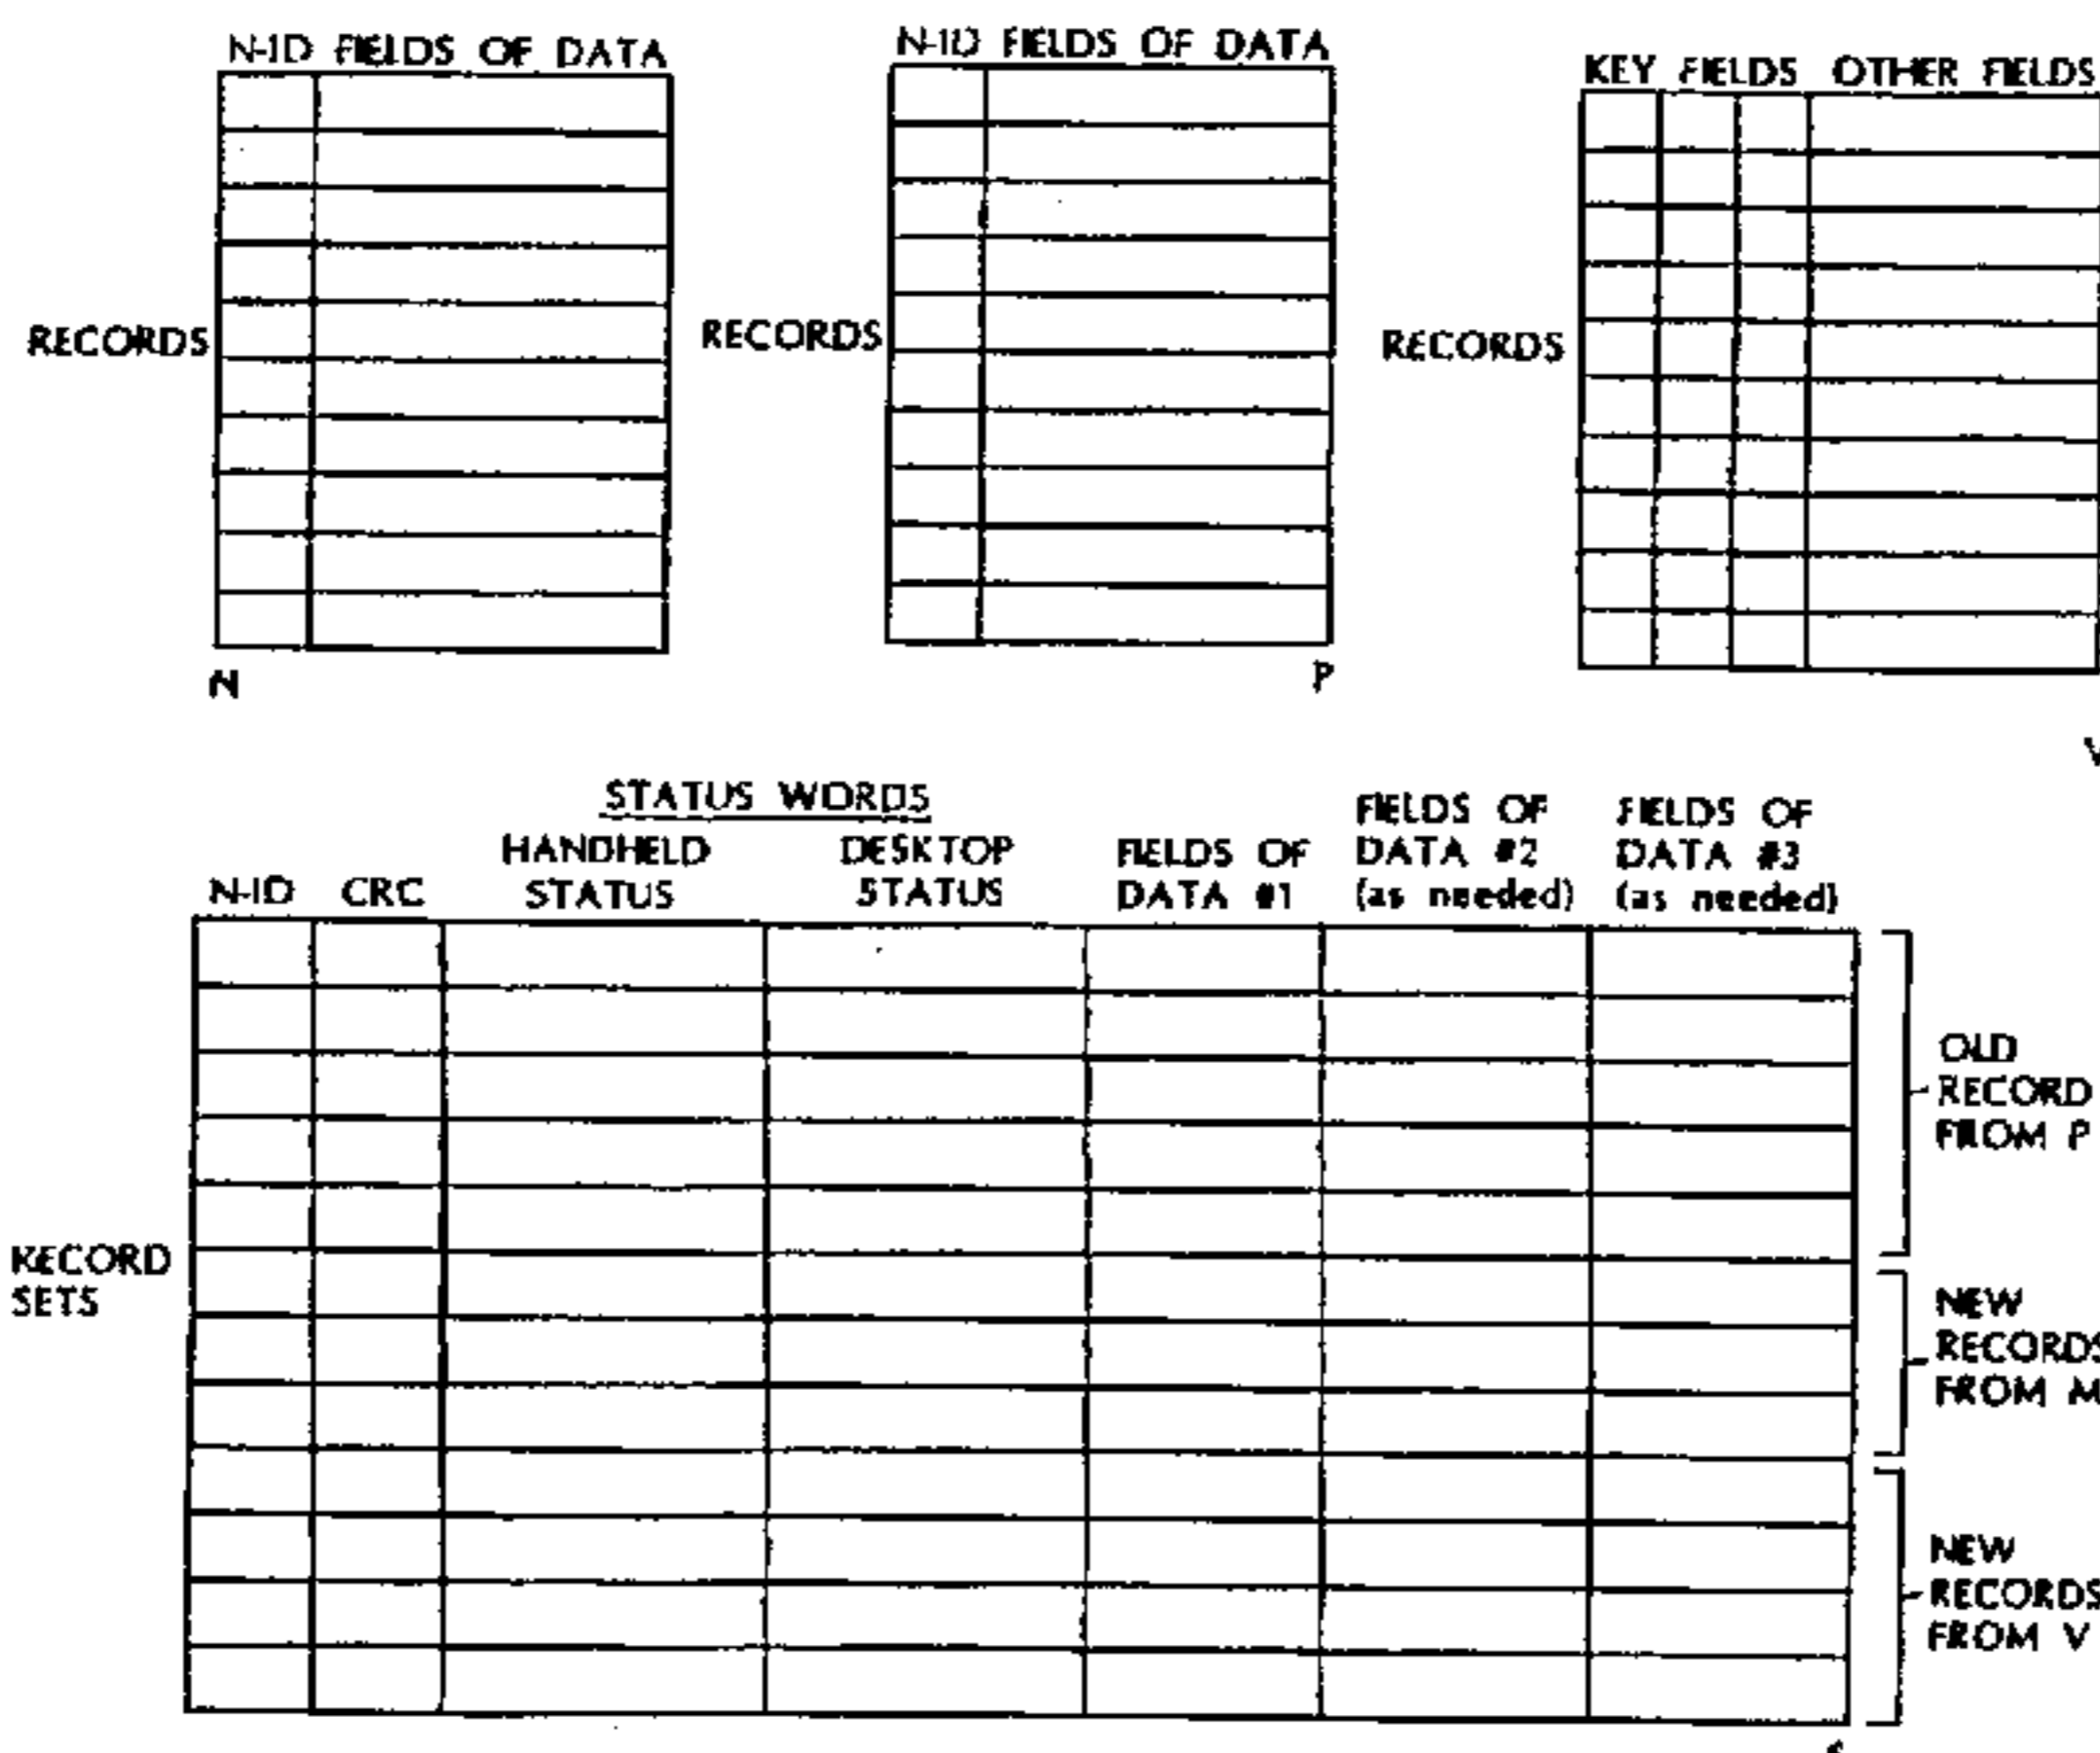 N-ID FIELDS OF DATA
N-ID FIELDS OF DATA
KEY FIELDS OTHER FIELDS
RECORDS
RECORDS
RECORDS
N
P
V
STATUS WORDS
N-ID
CRC
HANDHELD
STATUS
DESKTOP
STATUS
FIELDS OF
DATA #1
FIELDS OF
DATA #2
(as needed)
FIELDS OF
DATA #3
(as needed)
RECORD
SETS
OLD
RECORD
FROM P
NEW
RECORDS
FROM M
NEW
RECORDS
FROM V